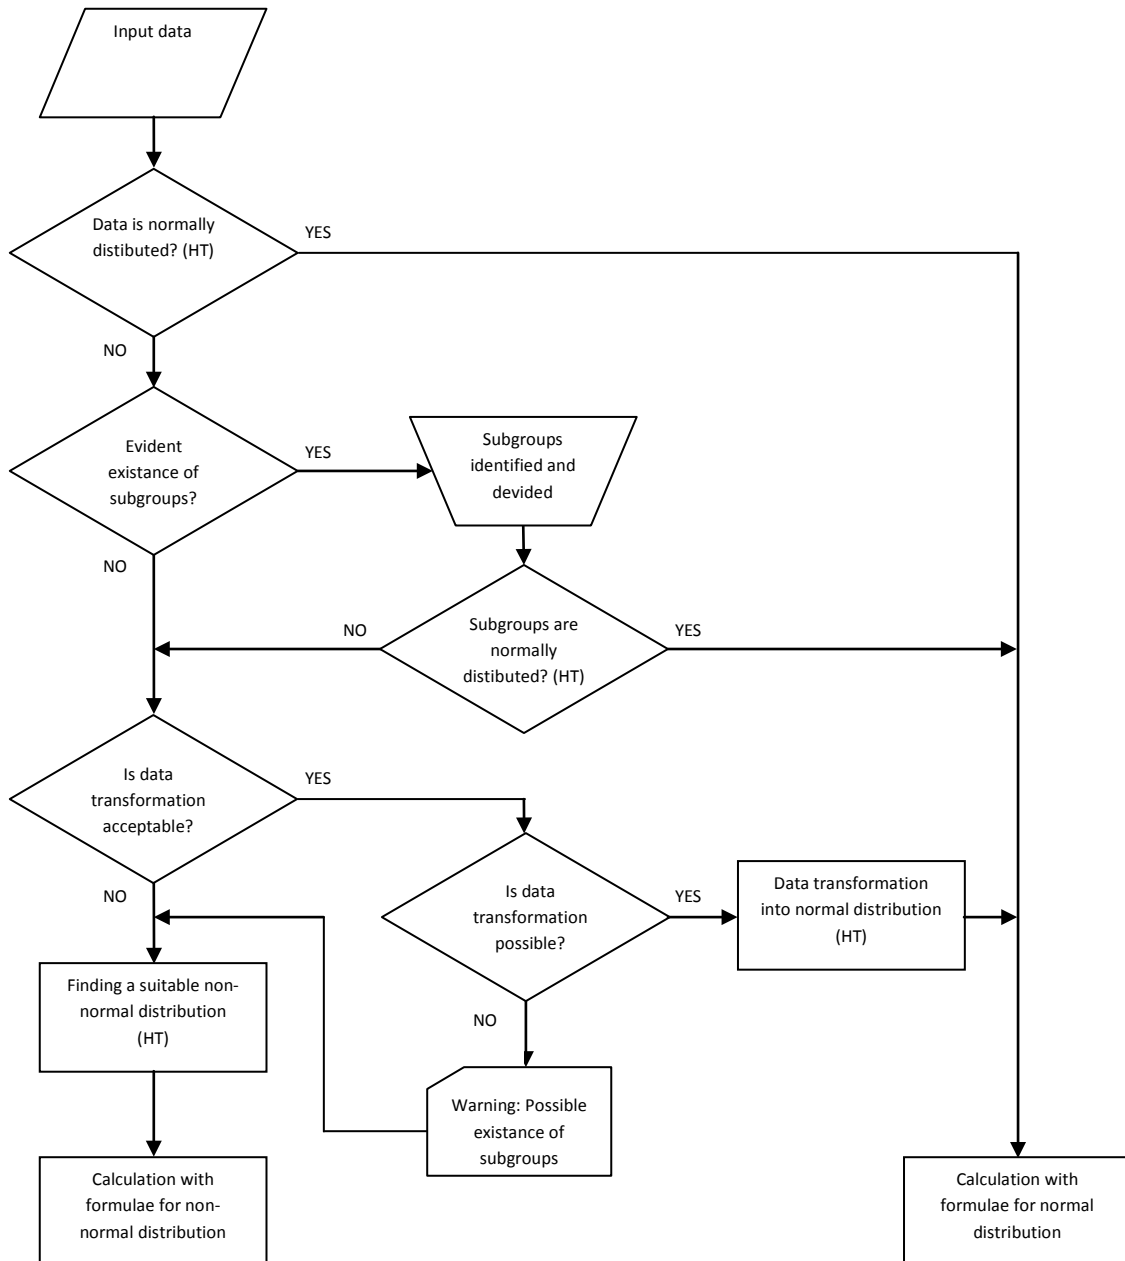 Input data
Data is normally
distibuted? (HT)
YES
NO
Evident
existance of
subgroups?
YES
Subgroups
identified and
devided
NO
NO
Subgroups are
normally
distibuted? (HT)
YES
Is data
transformation
acceptable?
YES
NO
Is data
transformation
possible?
YES
Data transformation
into normal distribution
(HT)
Finding a suitable non-
normal distribution
(HT)
NO
Warning: Possible
existance of
subgroups
Calculation with
formulae for non-
normal distribution
Calculation with
formulae for normal
distribution